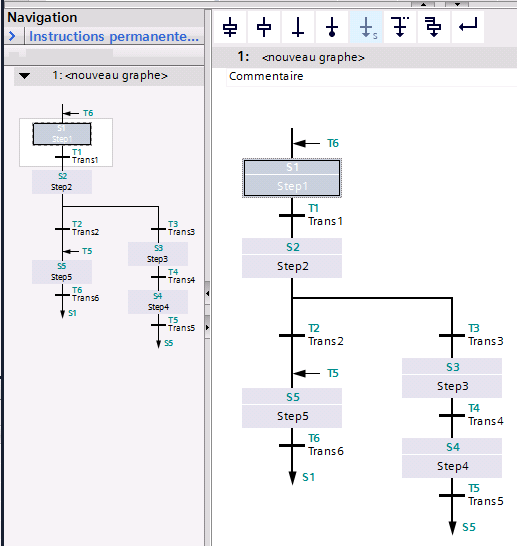 Navigation
Instructions permanente...
1: <nouveau graphe>
T6
S1
Step1
T1
Trans1
S2
Step2
T2
Trans2
T3
Trans3
T5
S3
Step3
S5
Step5
T4
Trans4
T6
Trans6
S4
Step4
S1
T5
Trans5
S5
S
1: <nouveau graphe>
Commentaire
T6
S1
Step1
T1
Trans1
S2
Step2
T2
Trans2
T3
Trans3
T5
S3
Step3
S5
Step5
T4
Trans4
T6
Trans6
S4
Step4
S1
T5
Trans5
S5